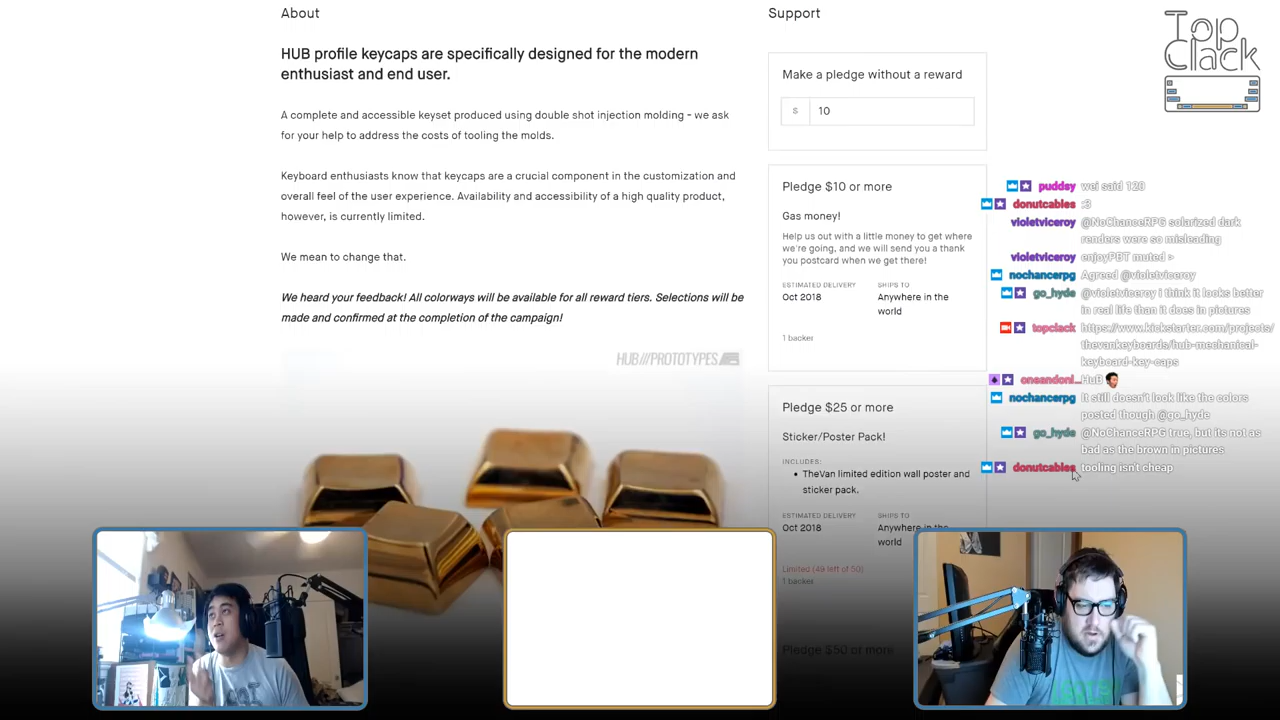 About
HUB profile keycaps are specifically designed for the modern
enthusiast and end user.
A complete and accessible keyset produced using double shot injection molding - we ask
for your help to address the costs of tooling the molds.
Keyboard enthusiasts know that keycaps are a crucial component in the customization and
overall feel of the user experience. Availability and accessibility of a high quality product,
however, is currently limited.
We mean to change that.
We heard your feedback! All colorways will be available for all reward tiers. Selections will be
made and confirmed at the completion of the campaign!
HUB///PROTOTYPES
Support
Make a pledge without a reward
$ 10
Pledge $10 or more
Gas money!
Help us out with a little money to get where
we're going, and we will send you a thank
you postcard when we get there!
ESTIMATED DELIVERY SHIPS TO
Oct 2018 Anywhere in the
world
1 backer
Pledge $25 or more
Sticker/Poster Pack!
INCLUDES:
• TheVan limited edition wall poster and
sticker pack.
ESTIMATED DELIVERY SHIPS TO
Oct 2018 Anywhere in the
world
Limited (49 left of 50)
1 backer
Pledge $50 or more
Top
Clack
puddsy wei said 120
donutcables :3
violetviceroy @NoChanceRPG solarized dark
renders were so misleading
violetviceroy enjoyPBT muted >
nochancerpg Agreed @violetviceroy
go_hyde @violetviceroy i think it looks better
in real life than it does in pictures
topclack https://www.kickstarter.com/projects/
thevankeyboards/hub-mechanical-
keyboard-key-caps
oneandonl... HuB
nochancerpg It still doesn't look like the colors
posted though @go_hyde
go_hyde @NoChanceRPG true, but its not as
bad as the brown in pictures
donutcables tooling isn't cheap